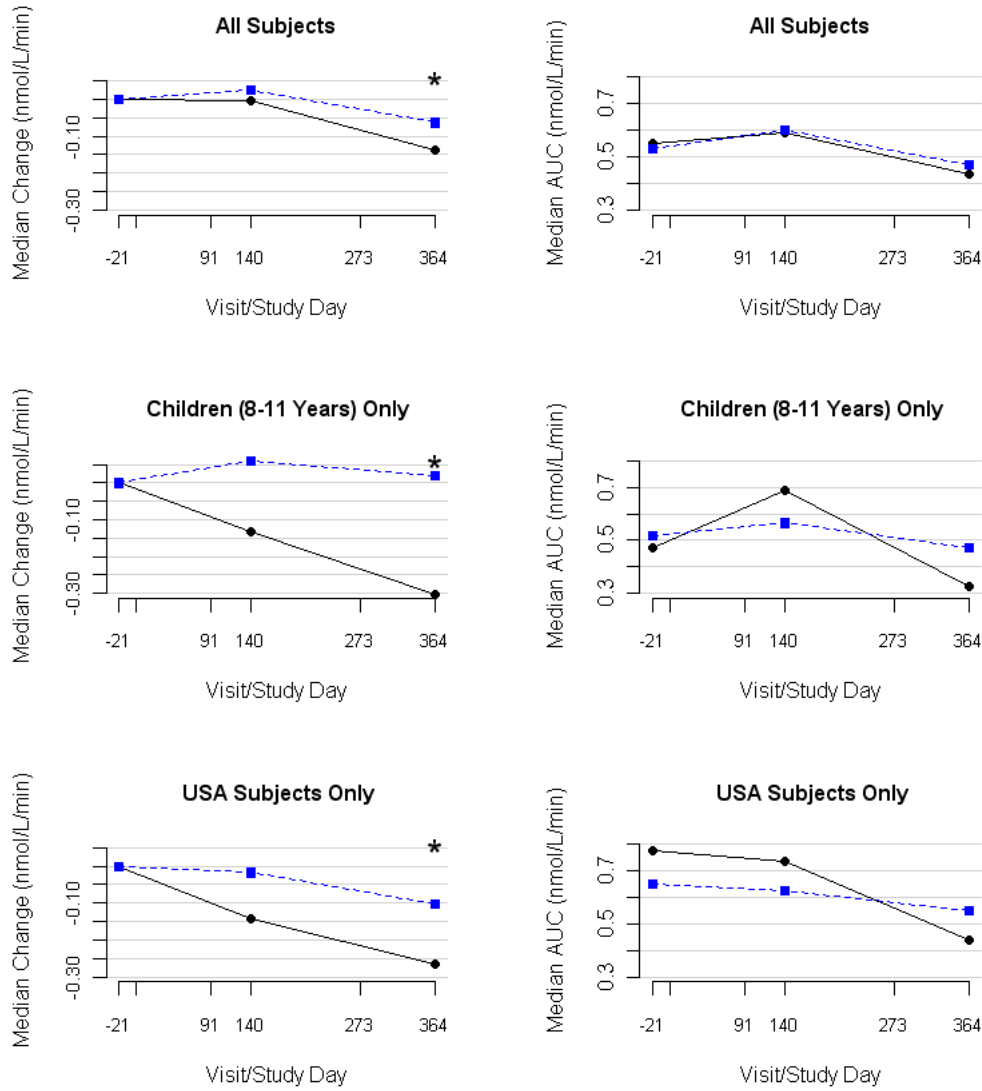 All Subjects
Median Change (nmol/L/min)
-0.10
-0.30
*
-21 91 140 273 364
Visit/Study Day
All Subjects
Median AUC (nmol/L/min)
0.7
0.5
0.3
-21 91 140 273 364
Visit/Study Day
Children (8-11 Years) Only
Median Change (nmol/L/min)
-0.10
-0.30
*
-21 91 140 273 364
Visit/Study Day
Children (8-11 Years) Only
Median AUC (nmol/L/min)
0.7
0.5
0.3
-21 91 140 273 364
Visit/Study Day
USA Subjects Only
Median Change (nmol/L/min)
-0.10
-0.30
*
-21 91 140 273 364
Visit/Study Day
USA Subjects Only
Median AUC (nmol/L/min)
0.7
0.5
0.3
-21 91 140 273 364
Visit/Study Day